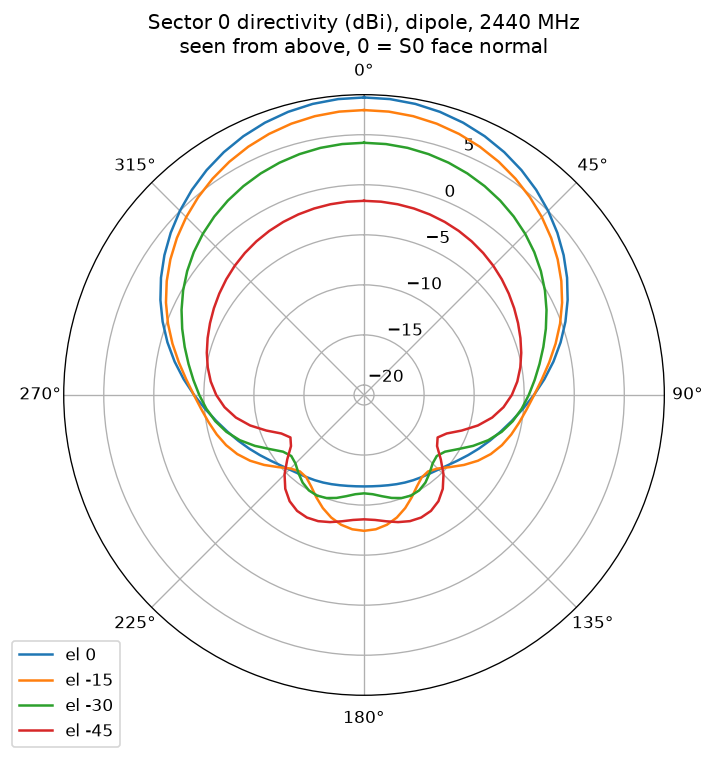 Sector 0 directivity (dBi), dipole, 2440 MHz
seen from above, 0 = S0 face normal
0°
315°
45°
5
0
−5
−10
−15
−20
270°
90°
225°
135°
180°
el 0
el -15
el -30
el -45